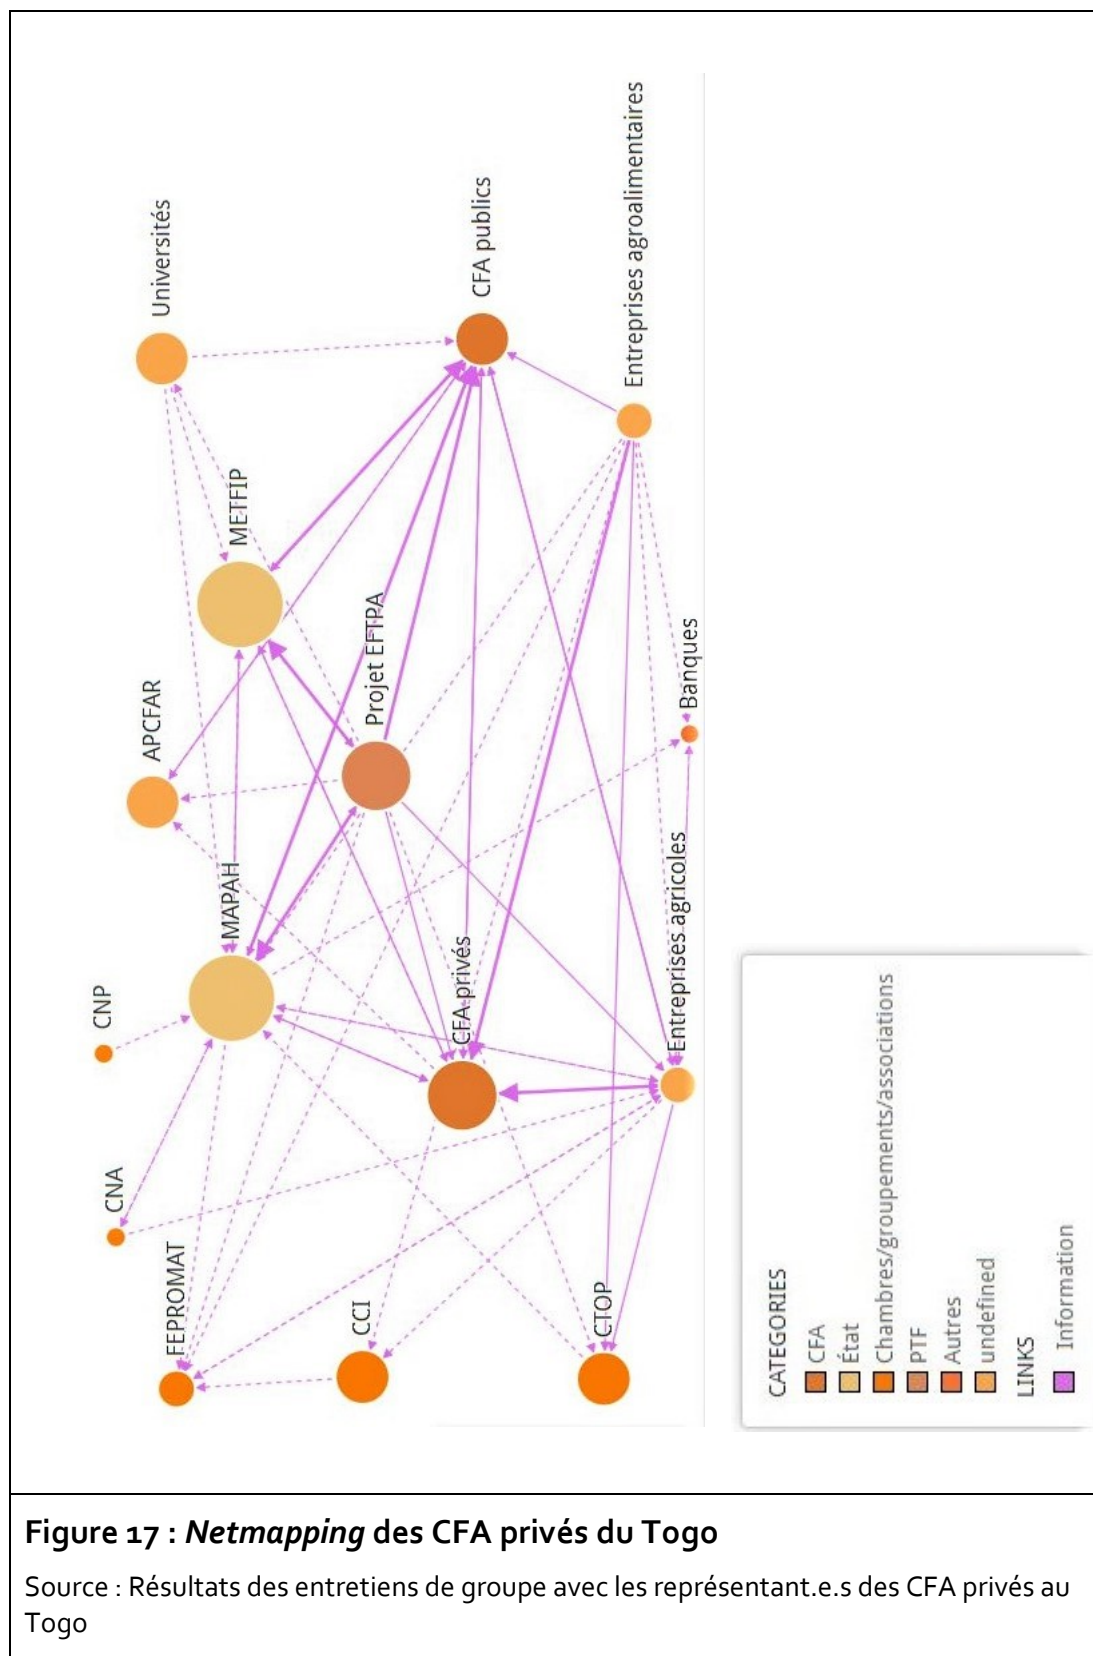 Universités
CFA publics
Entreprises agroalimentaires
METFIP
Projet EFTPA
Banques
APCFAR
MAPAH
CFA privés
Entreprises agricoles
CNP
CNA
FEPROMAT
CCI
CTOP
CATEGORIES
CFA
État
Chambres/groupements/associations
PTF
Autres
undefined
LINKS
Information
Figure 17 : Netmapping des CFA privés du Togo
Source : Résultats des entretiens de groupe avec les représentant.e.s des CFA privés au
Togo